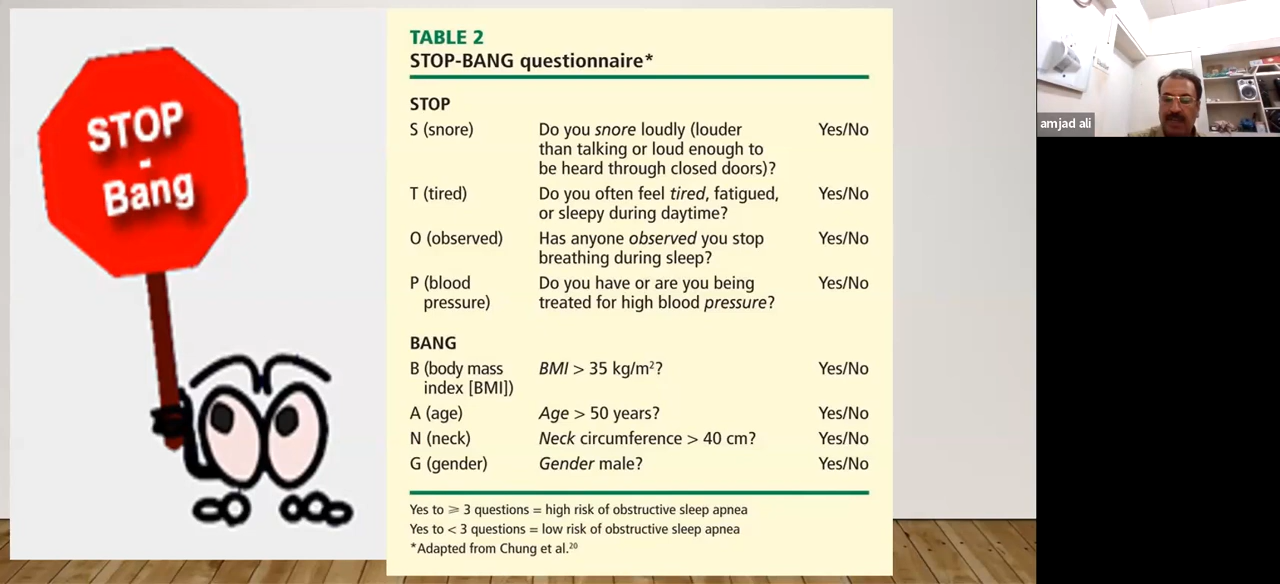 STOP
-
Bang
TABLE 2
STOP-BANG questionnaire*
STOP
S (snore) Do you snore loudly (louder Yes/No
than talking or loud enough to
be heard through closed doors)?
T (tired) Do you often feel tired, fatigued, Yes/No
or sleepy during daytime?
O (observed) Has anyone observed you stop Yes/No
breathing during sleep?
P (blood Do you have or are you being Yes/No
pressure) treated for high blood pressure?
BANG
B (body mass BMI > 35 kg/m²? Yes/No
index [BMI])
A (age) Age > 50 years? Yes/No
N (neck) Neck circumference > 40 cm? Yes/No
G (gender) Gender male? Yes/No
Yes to ⩾ 3 questions = high risk of obstructive sleep apnea
Yes to < 3 questions = low risk of obstructive sleep apnea
*Adapted from Chung et al.²⁰
amjad ali